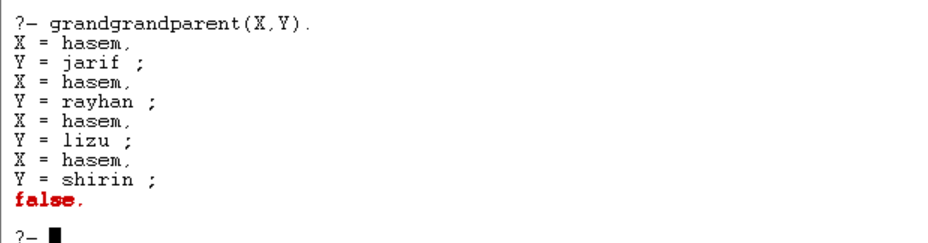 ?- grandgrandparent(X,Y).
X = hasem,
Y = jarif ;
X = hasem,
Y = rayhan ;
X = hasem,
Y = lizu ;
X = hasem,
Y = shirin ;
false.
?-